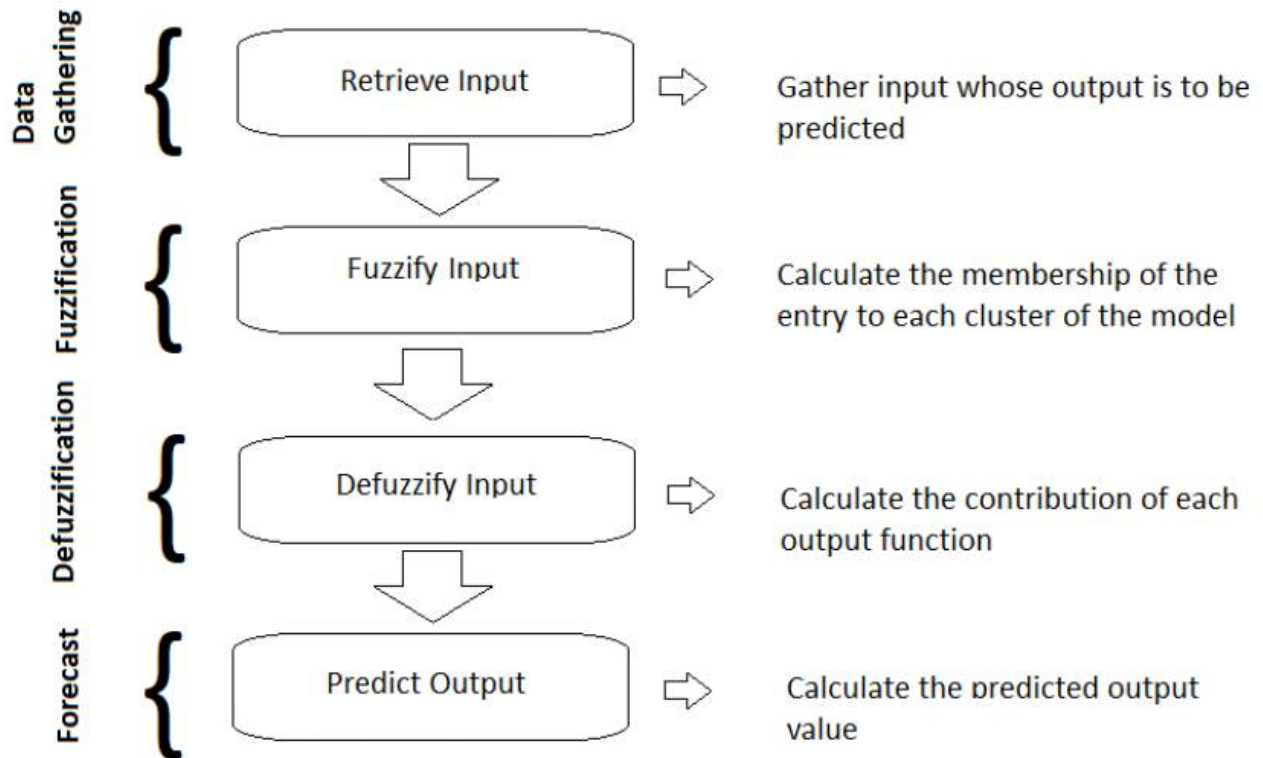 Data
Gathering
Retrieve Input
Gather input whose output is to be
predicted
Fuzzification
Fuzzify Input
Calculate the membership of the
entry to each cluster of the model
Defuzzification
Defuzzify Input
Calculate the contribution of each
output function
Forecast
Predict Output
Calculate the predicted output
value